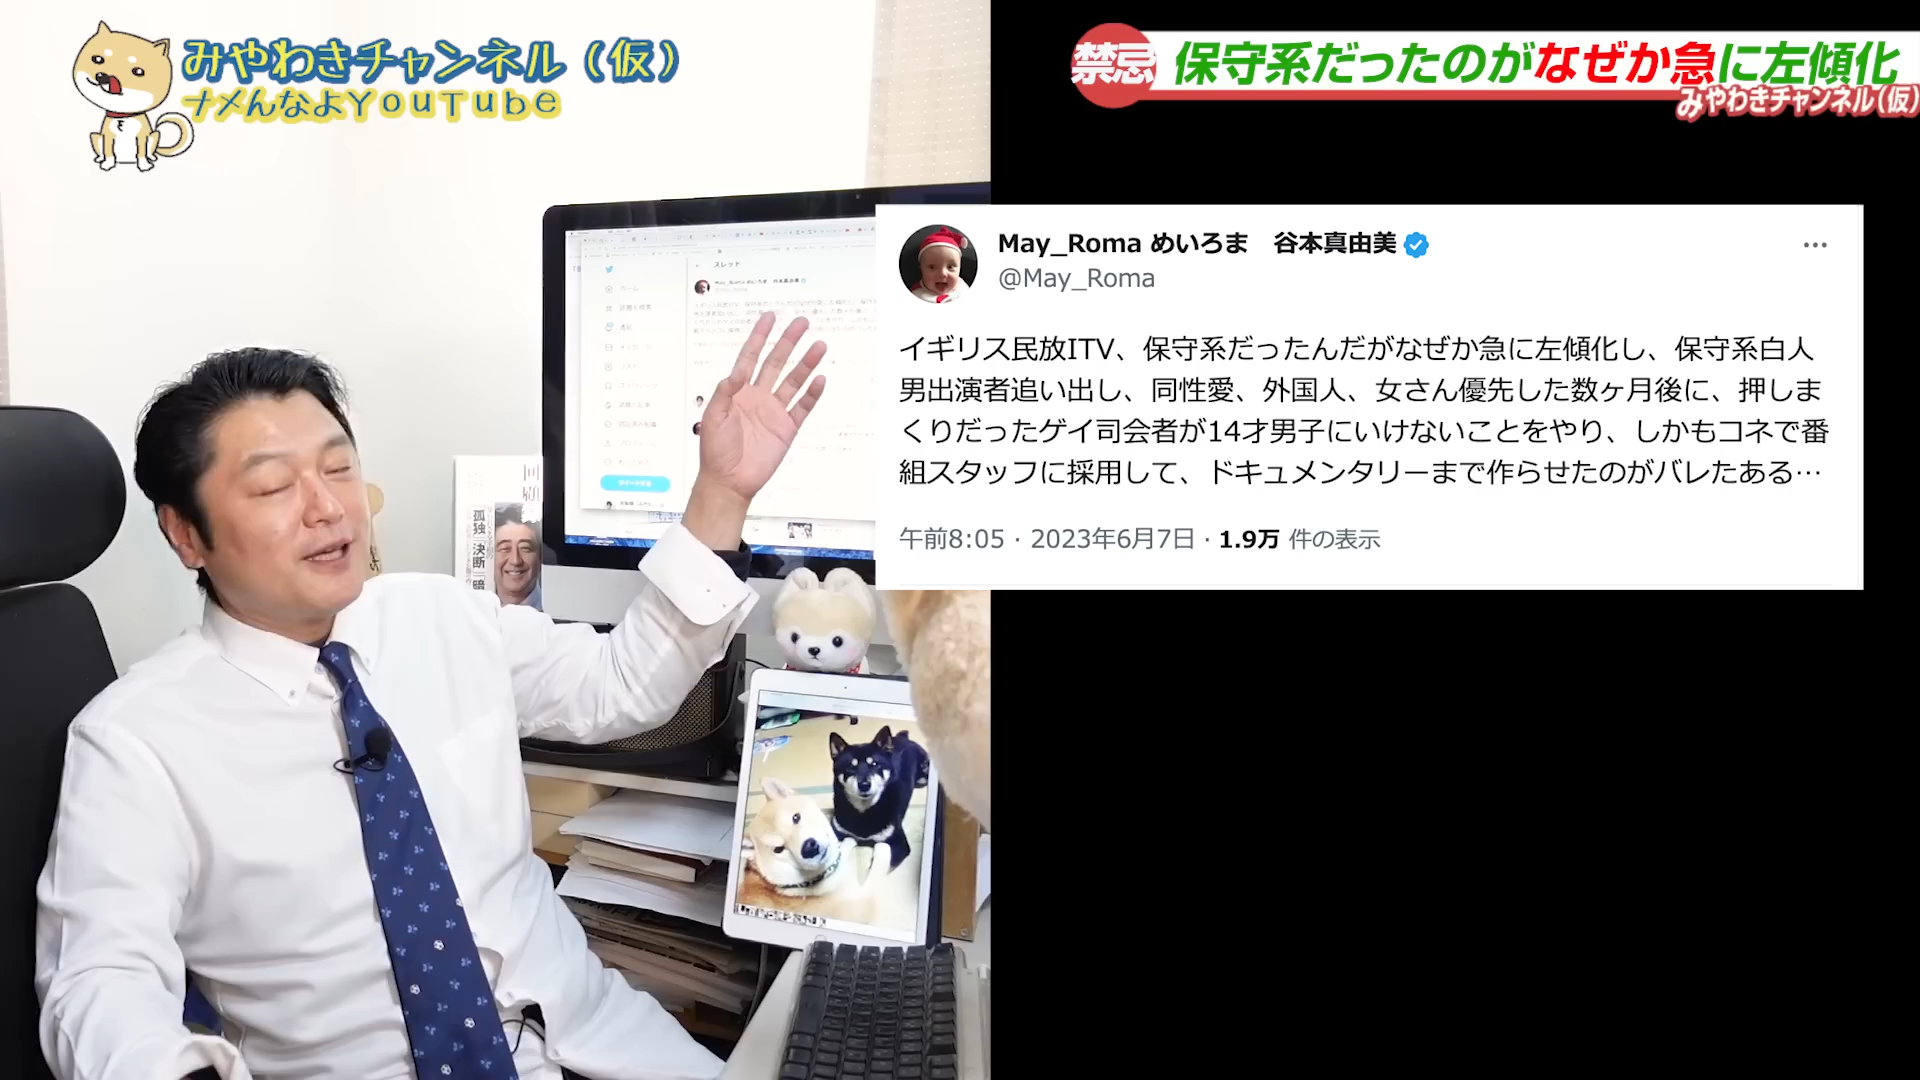 みやわきチャンネル（仮）
ナメんなよYouTube
禁忌 保守系だったのがなぜか急に左傾化
みやわきチャンネル(仮)
May_Roma めいろま　谷本真由美
@May_Roma
イギリス民放ITV、保守系だったんだがなぜか急に左傾化し、保守系白人
男出演者追い出し、同性愛、外国人、女さん優先した数ヶ月後に、押しま
くりだったゲイ司会者が14才男子にいけないことをやり、しかもコネで番
組スタッフに採用して、ドキュメンタリーまで作らせたのがバレたある…
午前8:05 · 2023年6月7日 · 1.9万 件の表示
スレッド
ホーム
回顧
孤独
決断